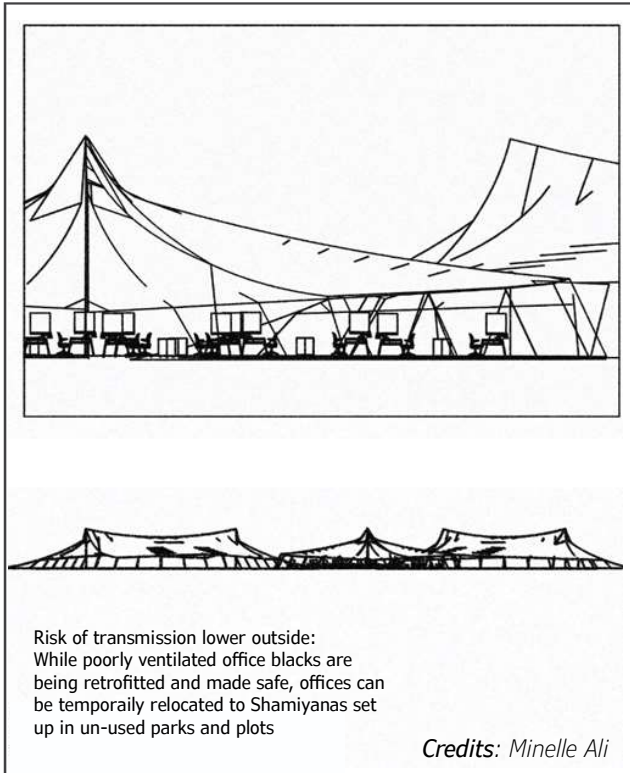 Risk of transmission lower outside:
While poorly ventilated office blacks are
being retrofitted and made safe, offices can
be temporaily relocated to Shamiyanas set
up in un-used parks and plots
Credits: Minelle Ali